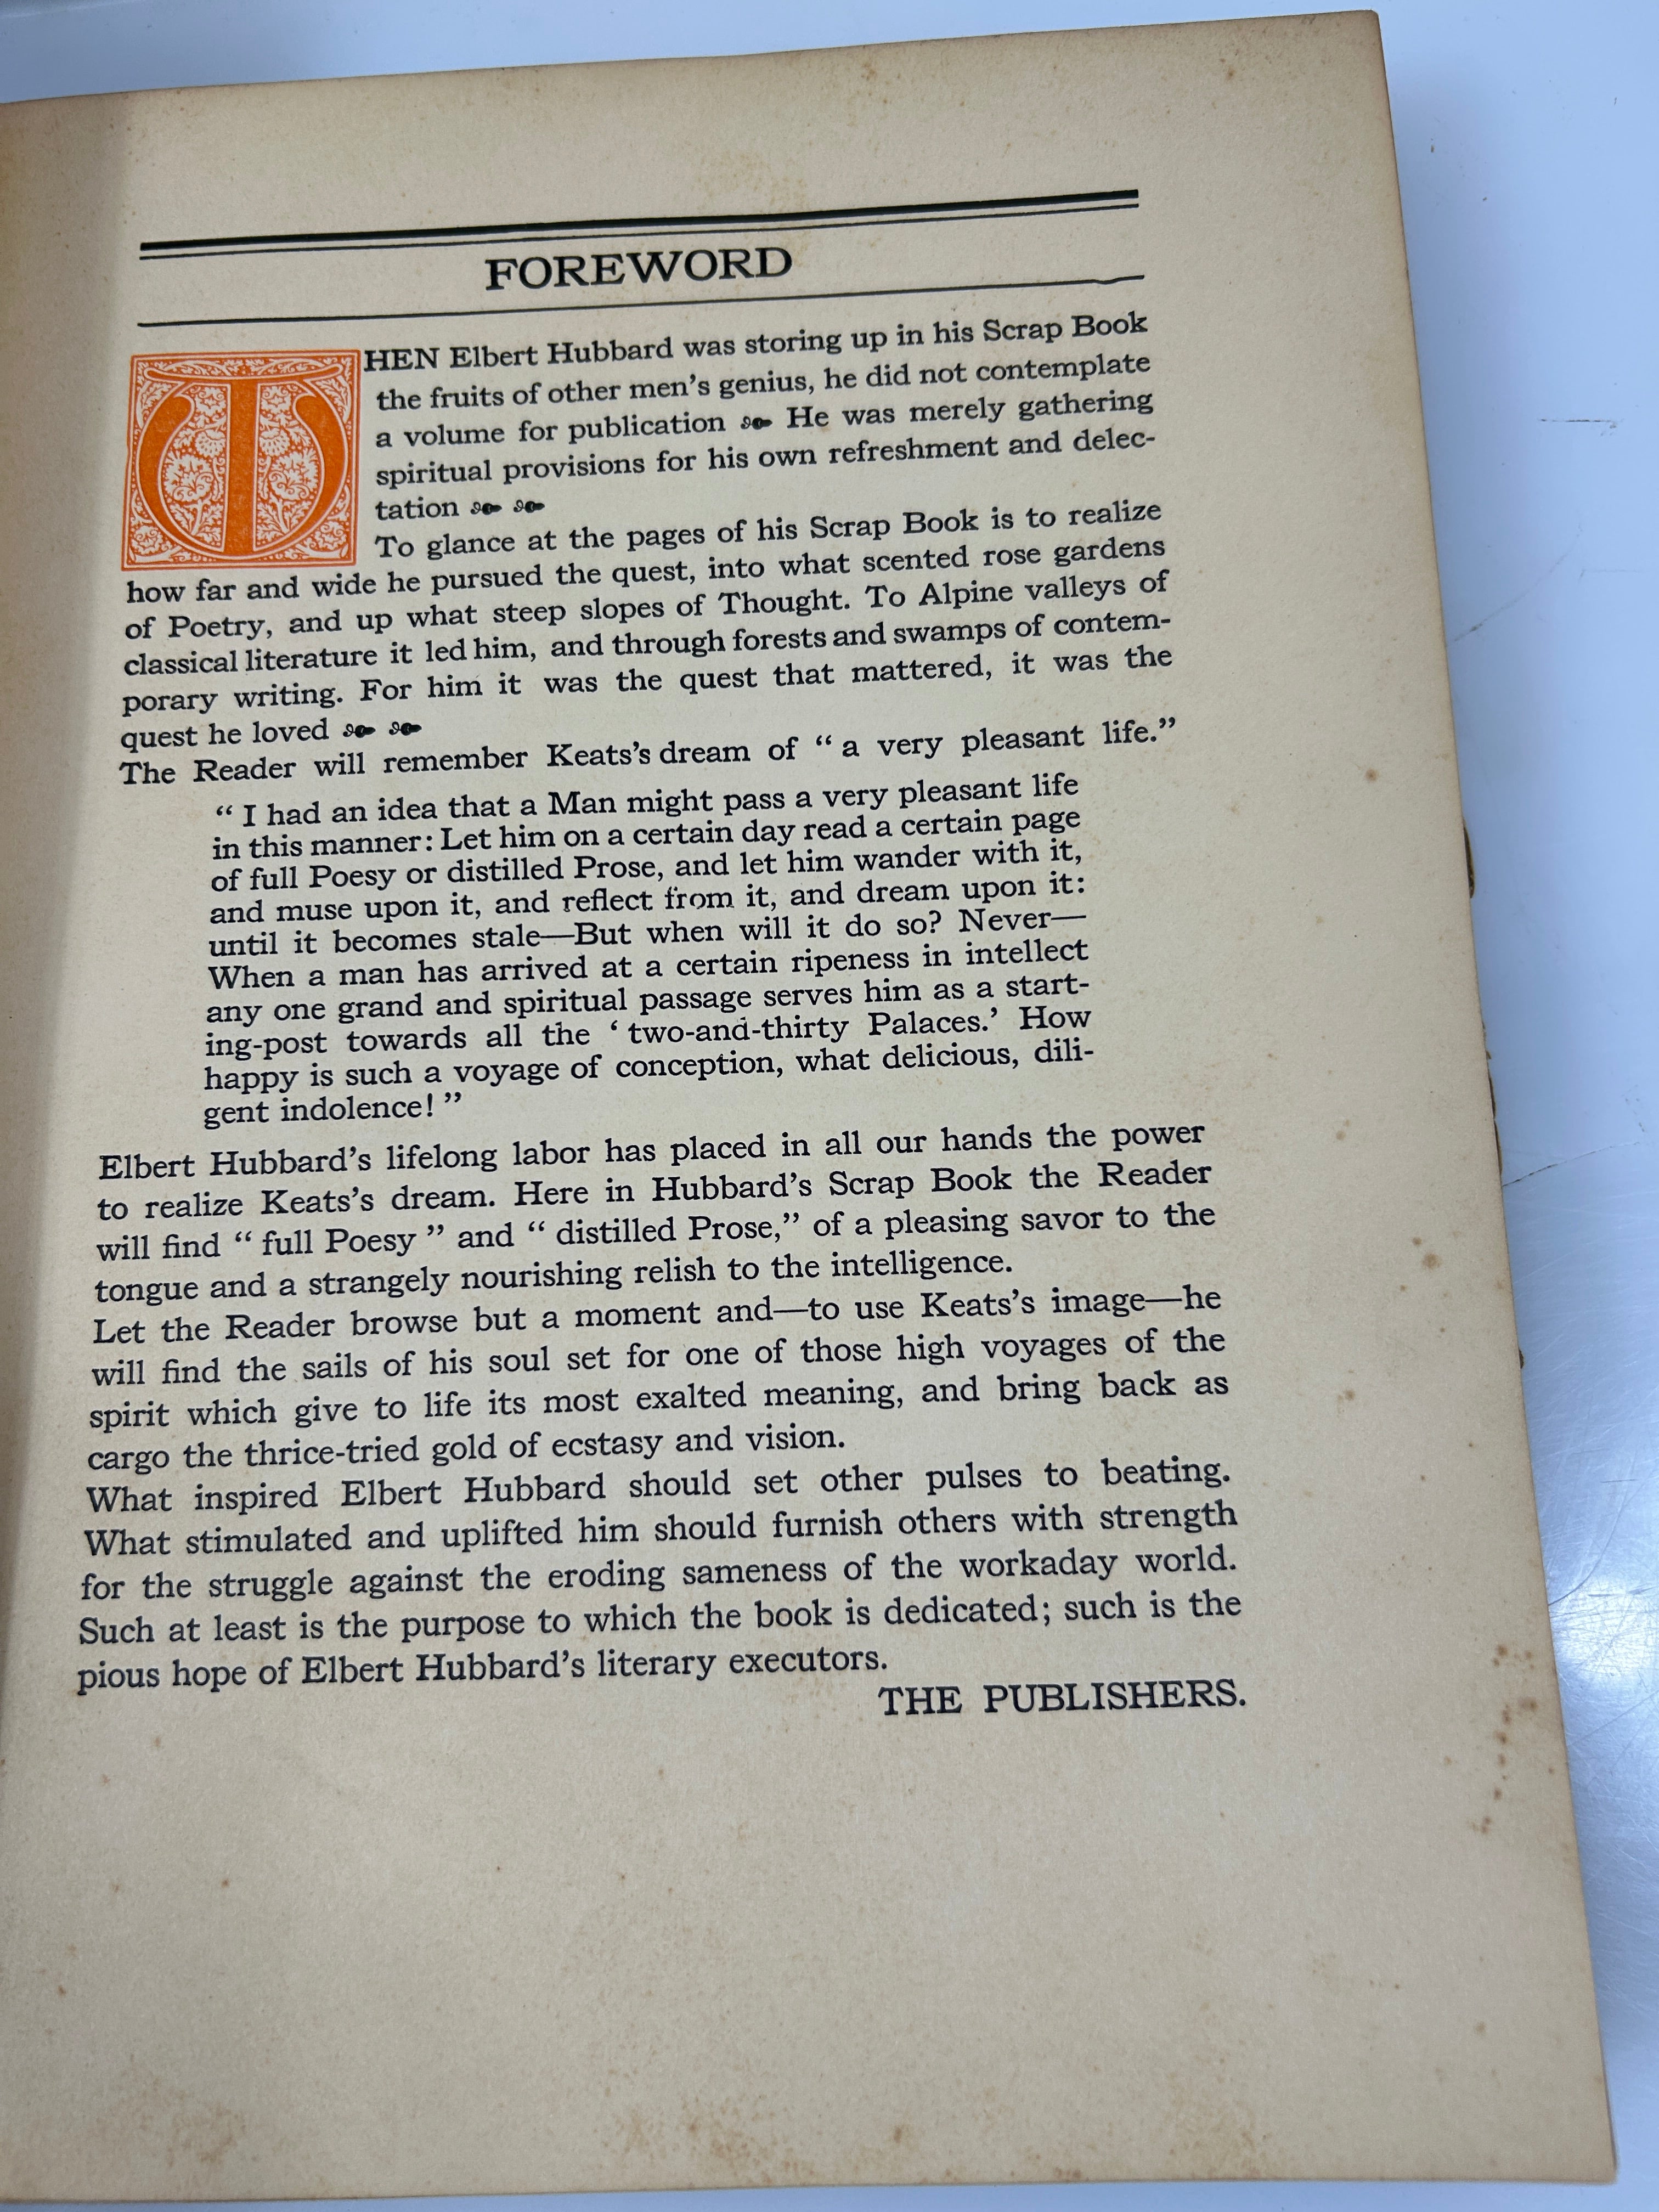 FOREWORD
WHEN Elbert Hubbard was storing up in his Scrap Book
the fruits of other men's genius, he did not contemplate
a volume for publication He was merely gathering
spiritual provisions for his own refreshment and delec-
tation
To glance at the pages of his Scrap Book is to realize
how far and wide he pursued the quest, into what scented rose gardens
of Poetry, and up what steep slopes of Thought. To Alpine valleys of
classical literature it led him, and through forests and swamps of contem-
porary writing. For him it was the quest that mattered, it was the
quest he loved
The Reader will remember Keats's dream of “a very pleasant life.”
“I had an idea that a Man might pass a very pleasant life
in this manner: Let him on a certain day read a certain page
of full Poesy or distilled Prose, and let him wander with it,
and muse upon it, and reflect from it, and dream upon it:
until it becomes stale—But when will it do so? Never—
When a man has arrived at a certain ripeness in intellect
any one grand and spiritual passage serves him as a start-
ing-post towards all the ‘two-and-thirty Palaces.’ How
happy is such a voyage of conception, what delicious, dili-
gent indolence!”
Elbert Hubbard's lifelong labor has placed in all our hands the power
to realize Keats's dream. Here in Hubbard's Scrap Book the Reader
will find “full Poesy” and “distilled Prose,” of a pleasing savor to the
tongue and a strangely nourishing relish to the intelligence.
Let the Reader browse but a moment and—to use Keats's image—he
will find the sails of his soul set for one of those high voyages of the
spirit which give to life its most exalted meaning, and bring back as
cargo the thrice-tried gold of ecstasy and vision.
What inspired Elbert Hubbard should set other pulses to beating.
What stimulated and uplifted him should furnish others with strength
for the struggle against the eroding sameness of the workaday world.
Such at least is the purpose to which the book is dedicated; such is the
pious hope of Elbert Hubbard's literary executors.
THE PUBLISHERS.